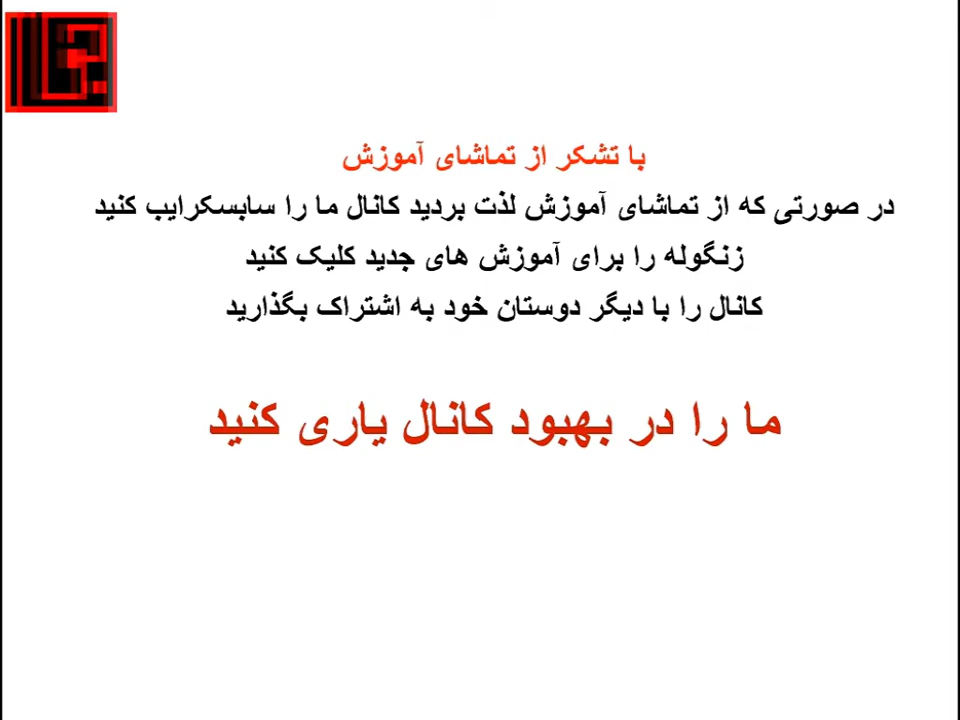 با تشکر از تماشای آموزش
در صورتی که از تماشای آموزش لذت بردید کانال ما را سابسکرایب کنید
زنگوله را برای آموزش های جدید کلیک کنید
کانال را با دیگر دوستان خود به اشتراک بگذارید
ما را در بهبود کانال یاری کنید